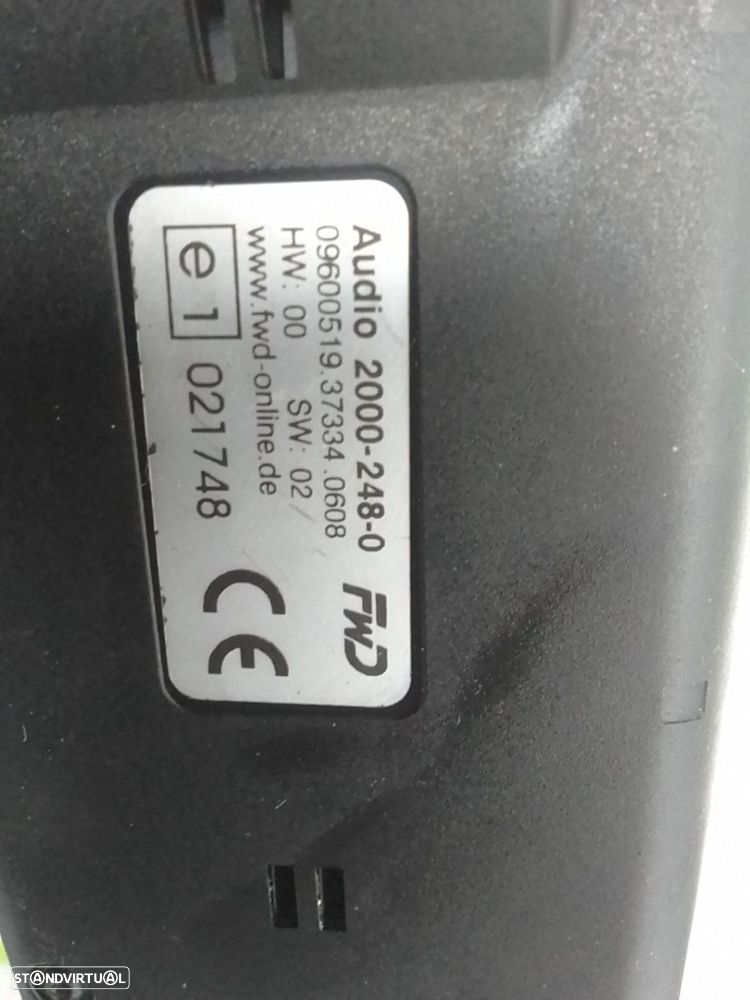 Audio 2000-248-0
09600519.37334.0608
HW: 00 SW: 02 /
www.fwd-online.de
FWD
e 1 021748
CE
STANDVIRTUAL